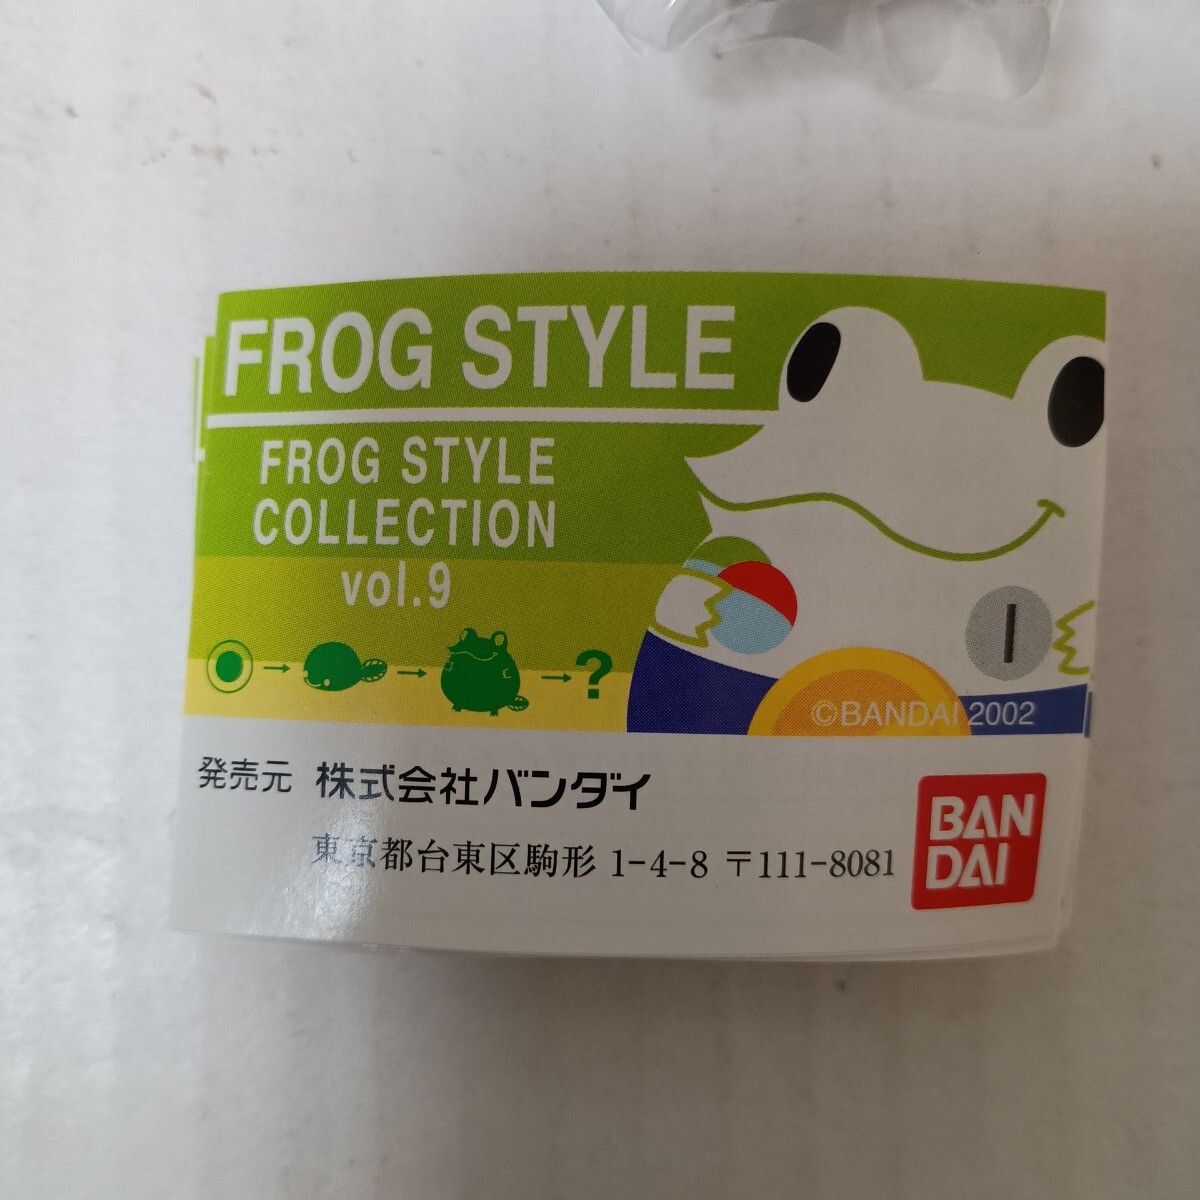 FROG STYLE
FROG STYLE
COLLECTION
vol.9
→ → → ?
©BANDAI 2002
発売元 株式会社バンダイ
東京都台東区駒形 1-4-8 〒111-8081
BAN
DAI